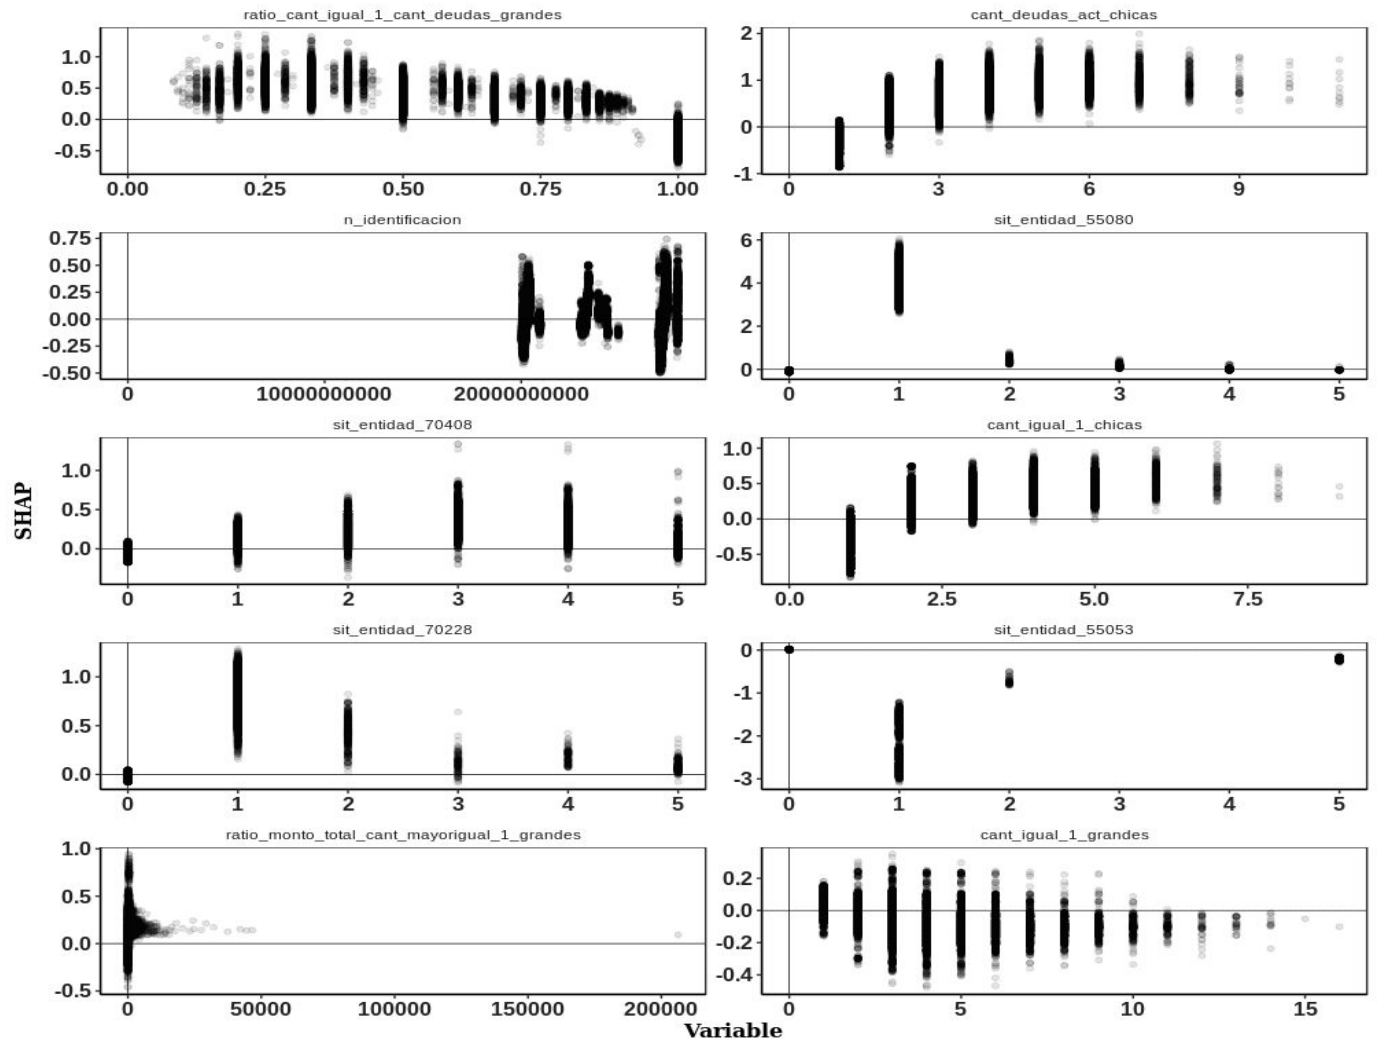 ratio_cant_igual_1_cant_deudas_grandes
1.0
0.5
0.0
-0.5
0.00 0.25 0.50 0.75 1.00
cant_deudas_act_chicas
2
1
0
-1
0 3 6 9
n_identificacion
0.75
0.50
0.25
0.00
-0.25
-0.50
0 10000000000 20000000000
sit_entidad_55080
6
4
2
0
0 1 2 3 4 5
SHAP
sit_entidad_70408
1.0
0.5
0.0
0 1 2 3 4 5
cant_igual_1_chicas
1.0
0.5
0.0
-0.5
0.0 2.5 5.0 7.5
sit_entidad_70228
1.0
0.5
0.0
0 1 2 3 4 5
sit_entidad_55053
0
-1
-2
-3
0 1 2 3 4 5
ratio_monto_total_cant_mayorigual_1_grandes
1.0
0.5
0.0
-0.5
0 50000 100000 150000 200000
cant_igual_1_grandes
0.2
0.0
-0.2
-0.4
0 5 10 15
Variable